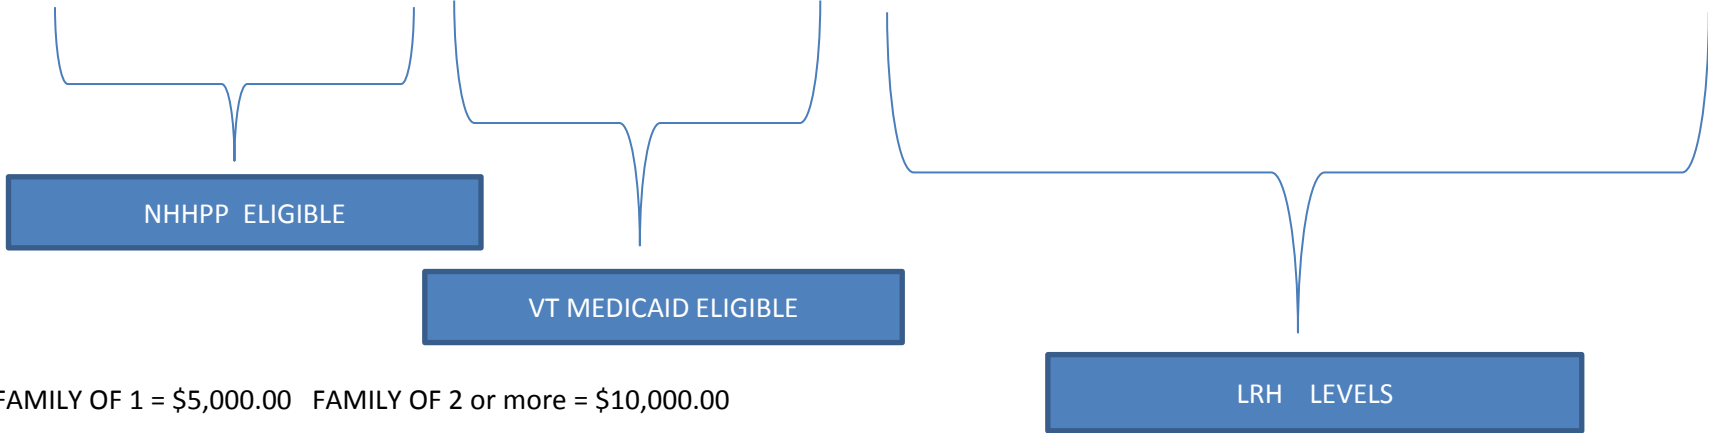 NHHPP  ELIGIBLE
VT MEDICAID ELIGIBLE
LRH    LEVELS
FAMILY OF 1 = $5,000.00   FAMILY OF 2 or more = $10,000.00